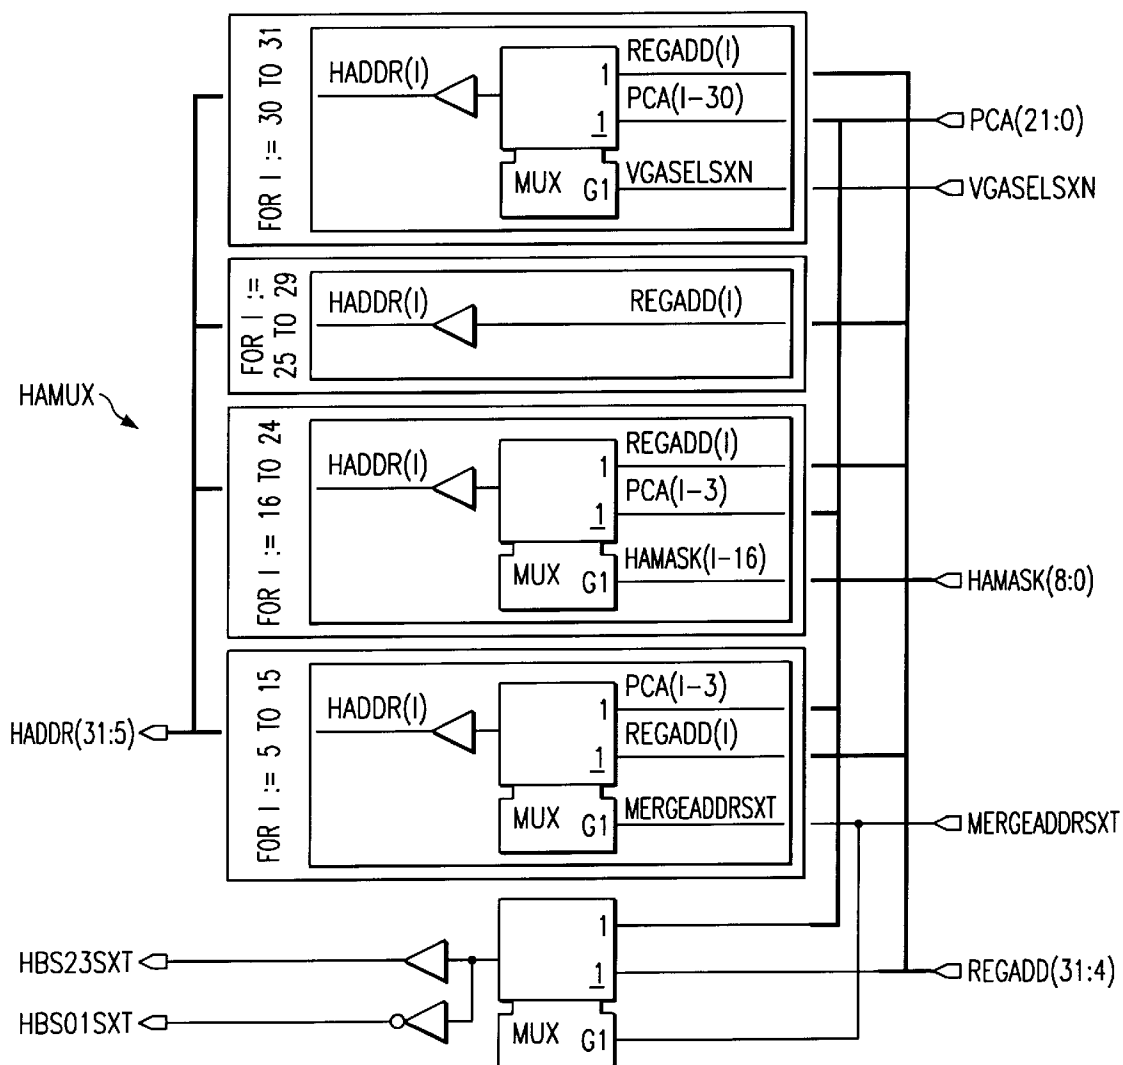 FOR I := 30 TO 31
HADDR(I)
1
REGADD(I)
PCA(I-30)
1
MUX
G1
VGASELSXN
PCA(21:0)
VGASELSXN
FOR I :=
25 TO 29
HADDR(I)
REGADD(I)
HAMUX
FOR I := 16 TO 24
HADDR(I)
1
REGADD(I)
PCA(I-3)
1
MUX
G1
HAMASK(I-16)
HAMASK(8:0)
HADDR(31:5)
FOR I := 5 TO 15
HADDR(I)
1
PCA(I-3)
REGADD(I)
1
MUX
G1
MERGEADDRSXT
MERGEADDRSXT
1
1
MUX
G1
HBS23SXT
HBS01SXT
REGADD(31:4)